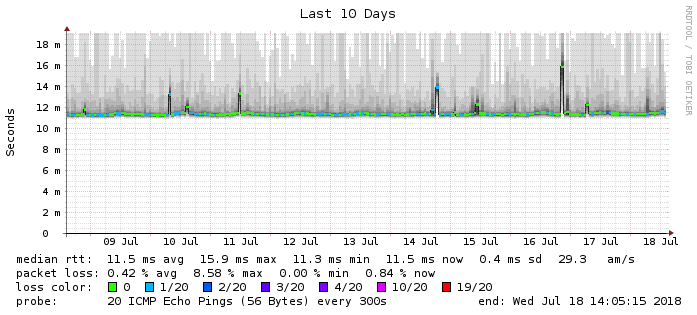 Last 10 Days
RRDTOOL / TOBI OETIKER
Seconds
18 m
16 m
14 m
12 m
10 m
8 m
6 m
4 m
2 m
0
09 Jul 10 Jul 11 Jul 12 Jul 13 Jul 14 Jul 15 Jul 16 Jul 17 Jul 18 Jul
median rtt: 11.5 ms avg 15.9 ms max 11.3 ms min 11.5 ms now 0.4 ms sd 29.3 am/s
packet loss: 0.42 % avg 8.58 % max 0.00 % min 0.84 % now
loss color: 0 1/20 2/20 3/20 4/20 10/20 19/20
probe: 20 ICMP Echo Pings (56 Bytes) every 300s end: Wed Jul 18 14:05:15 2018